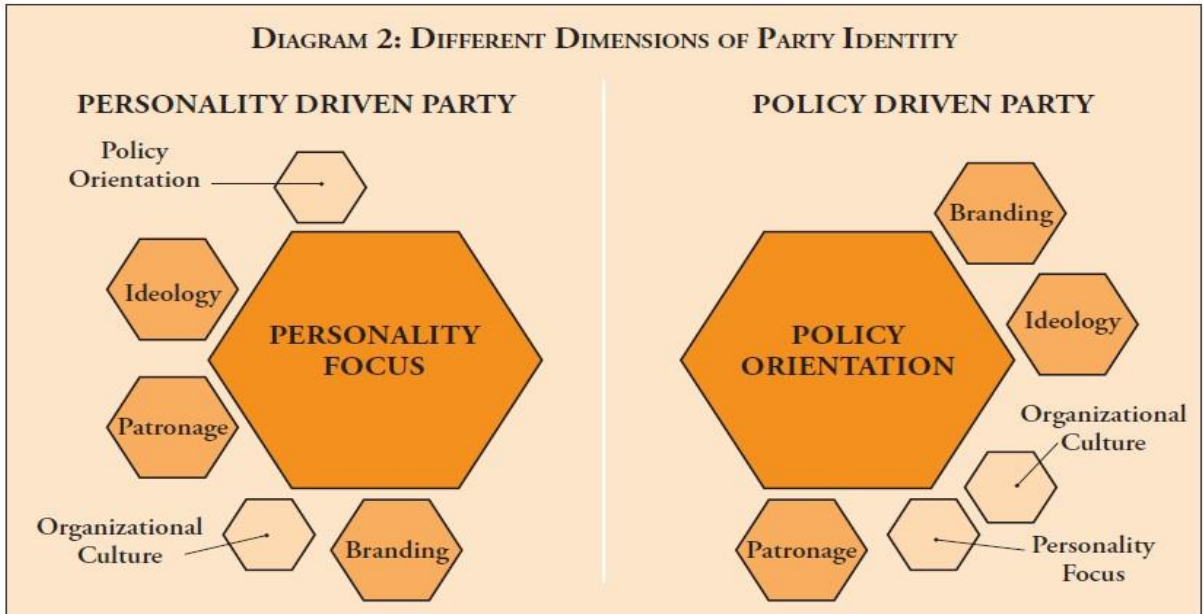 DIAGRAM 2: DIFFERENT DIMENSIONS OF PARTY IDENTITY
PERSONALITY DRIVEN PARTY
Policy
Orientation
Ideology
PERSONALITY
FOCUS
Patronage
Organizational
Culture
Branding
POLICY DRIVEN PARTY
Branding
Ideology
POLICY
ORIENTATION
Organizational
Culture
Patronage
Personality
Focus